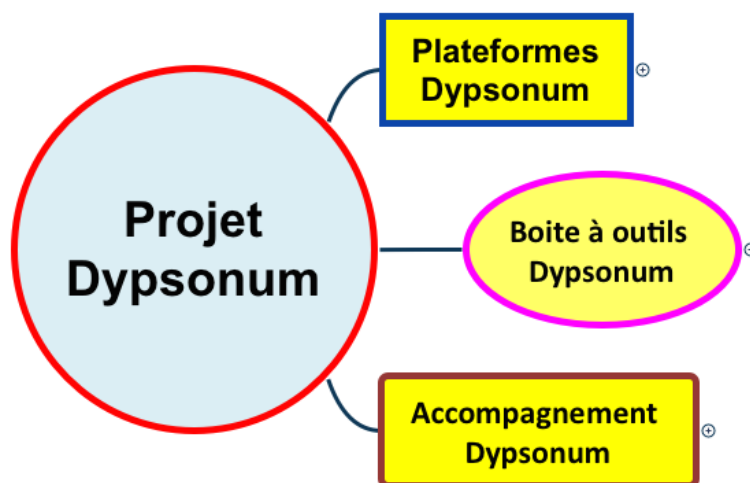 Projet
Dypsonum
Plateformes
Dypsonum
Boite à outils
Dypsonum
Accompagnement
Dypsonum